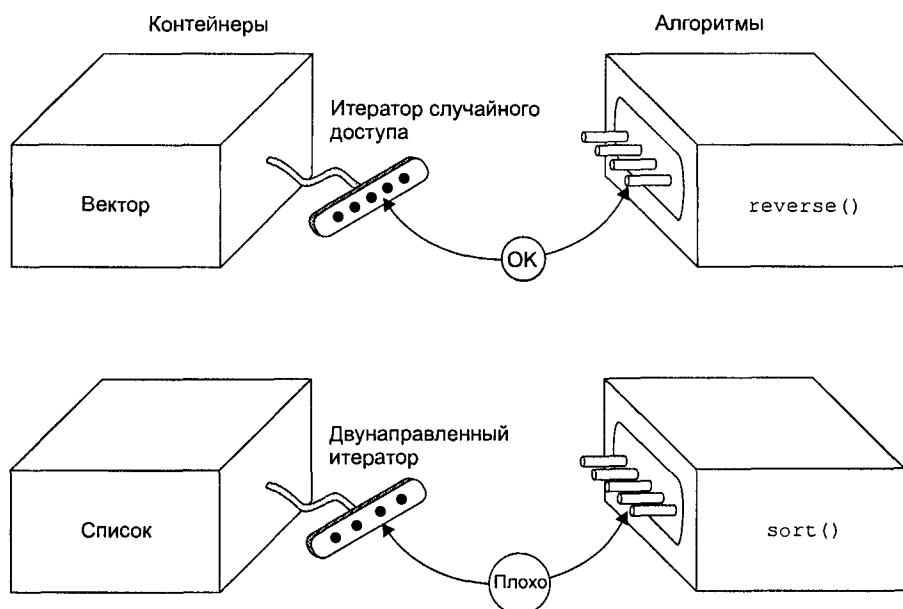 Контейнеры
Алгоритмы
Итератор случайного
доступа
Вектор
OK
reverse()
Двунаправленный
итератор
Список
Плохо
sort()